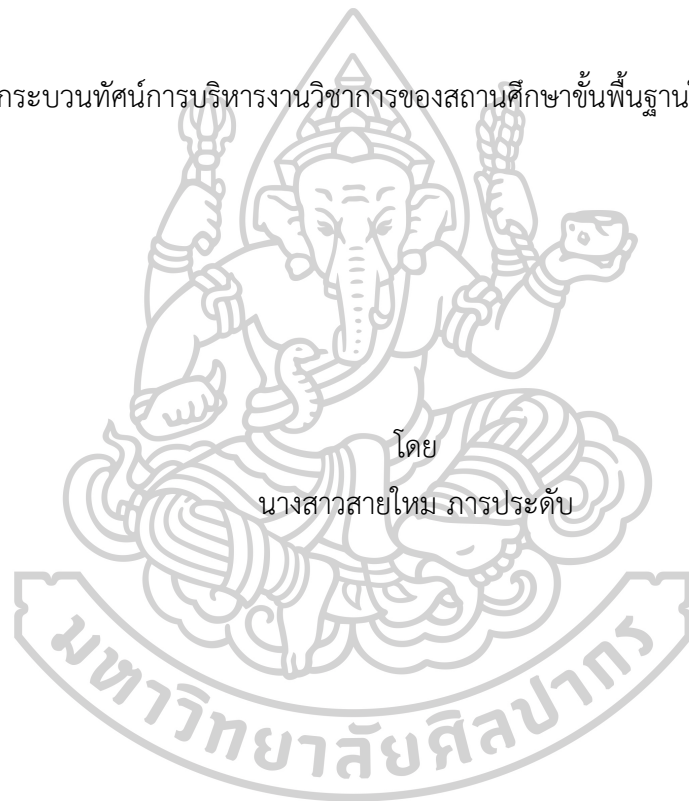 กระบวนทัศน์การบริหารงานวิชาการของสถานศึกษาขั้นพื้นฐาน
โดย
นางสาวสายใหม ภารประดับ
มหาวิทยาลัยศิลปากร